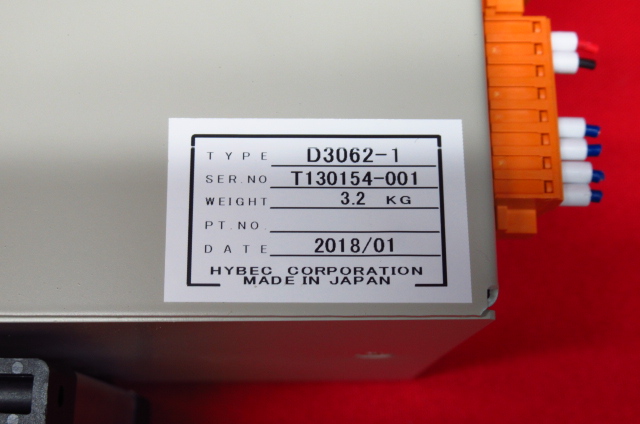 TYPE D3062-1
SER.NO T130154-001
WEIGHT 3.2 KG
PT.NO.
DATE 2018/01
HYBEC CORPORATION
MADE IN JAPAN